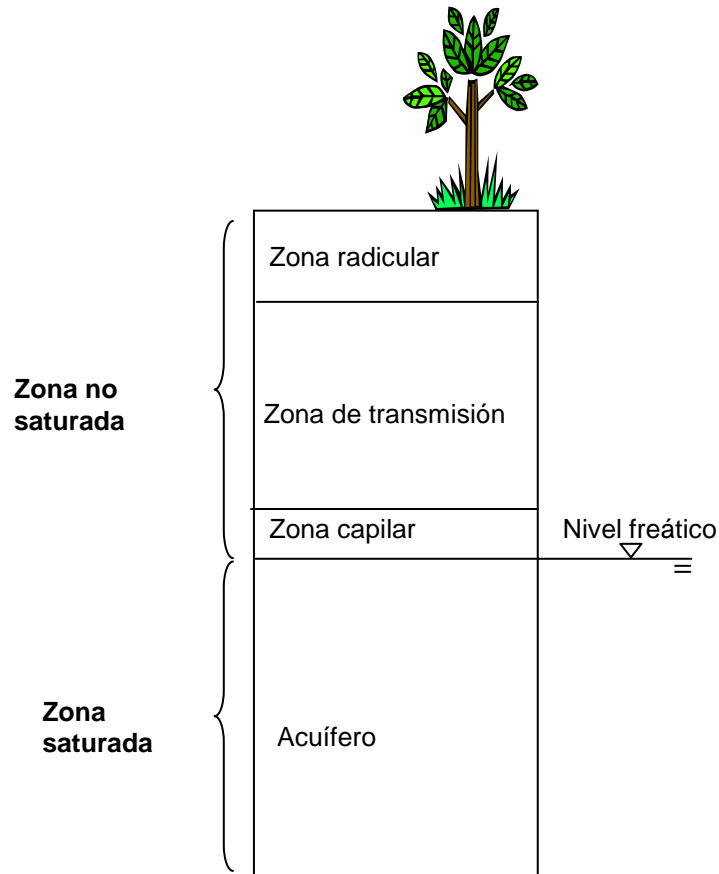 Zona radicular
Zona no
saturada
Zona de transmisión
Zona capilar
Nivel freático
Zona
saturada
Acuífero